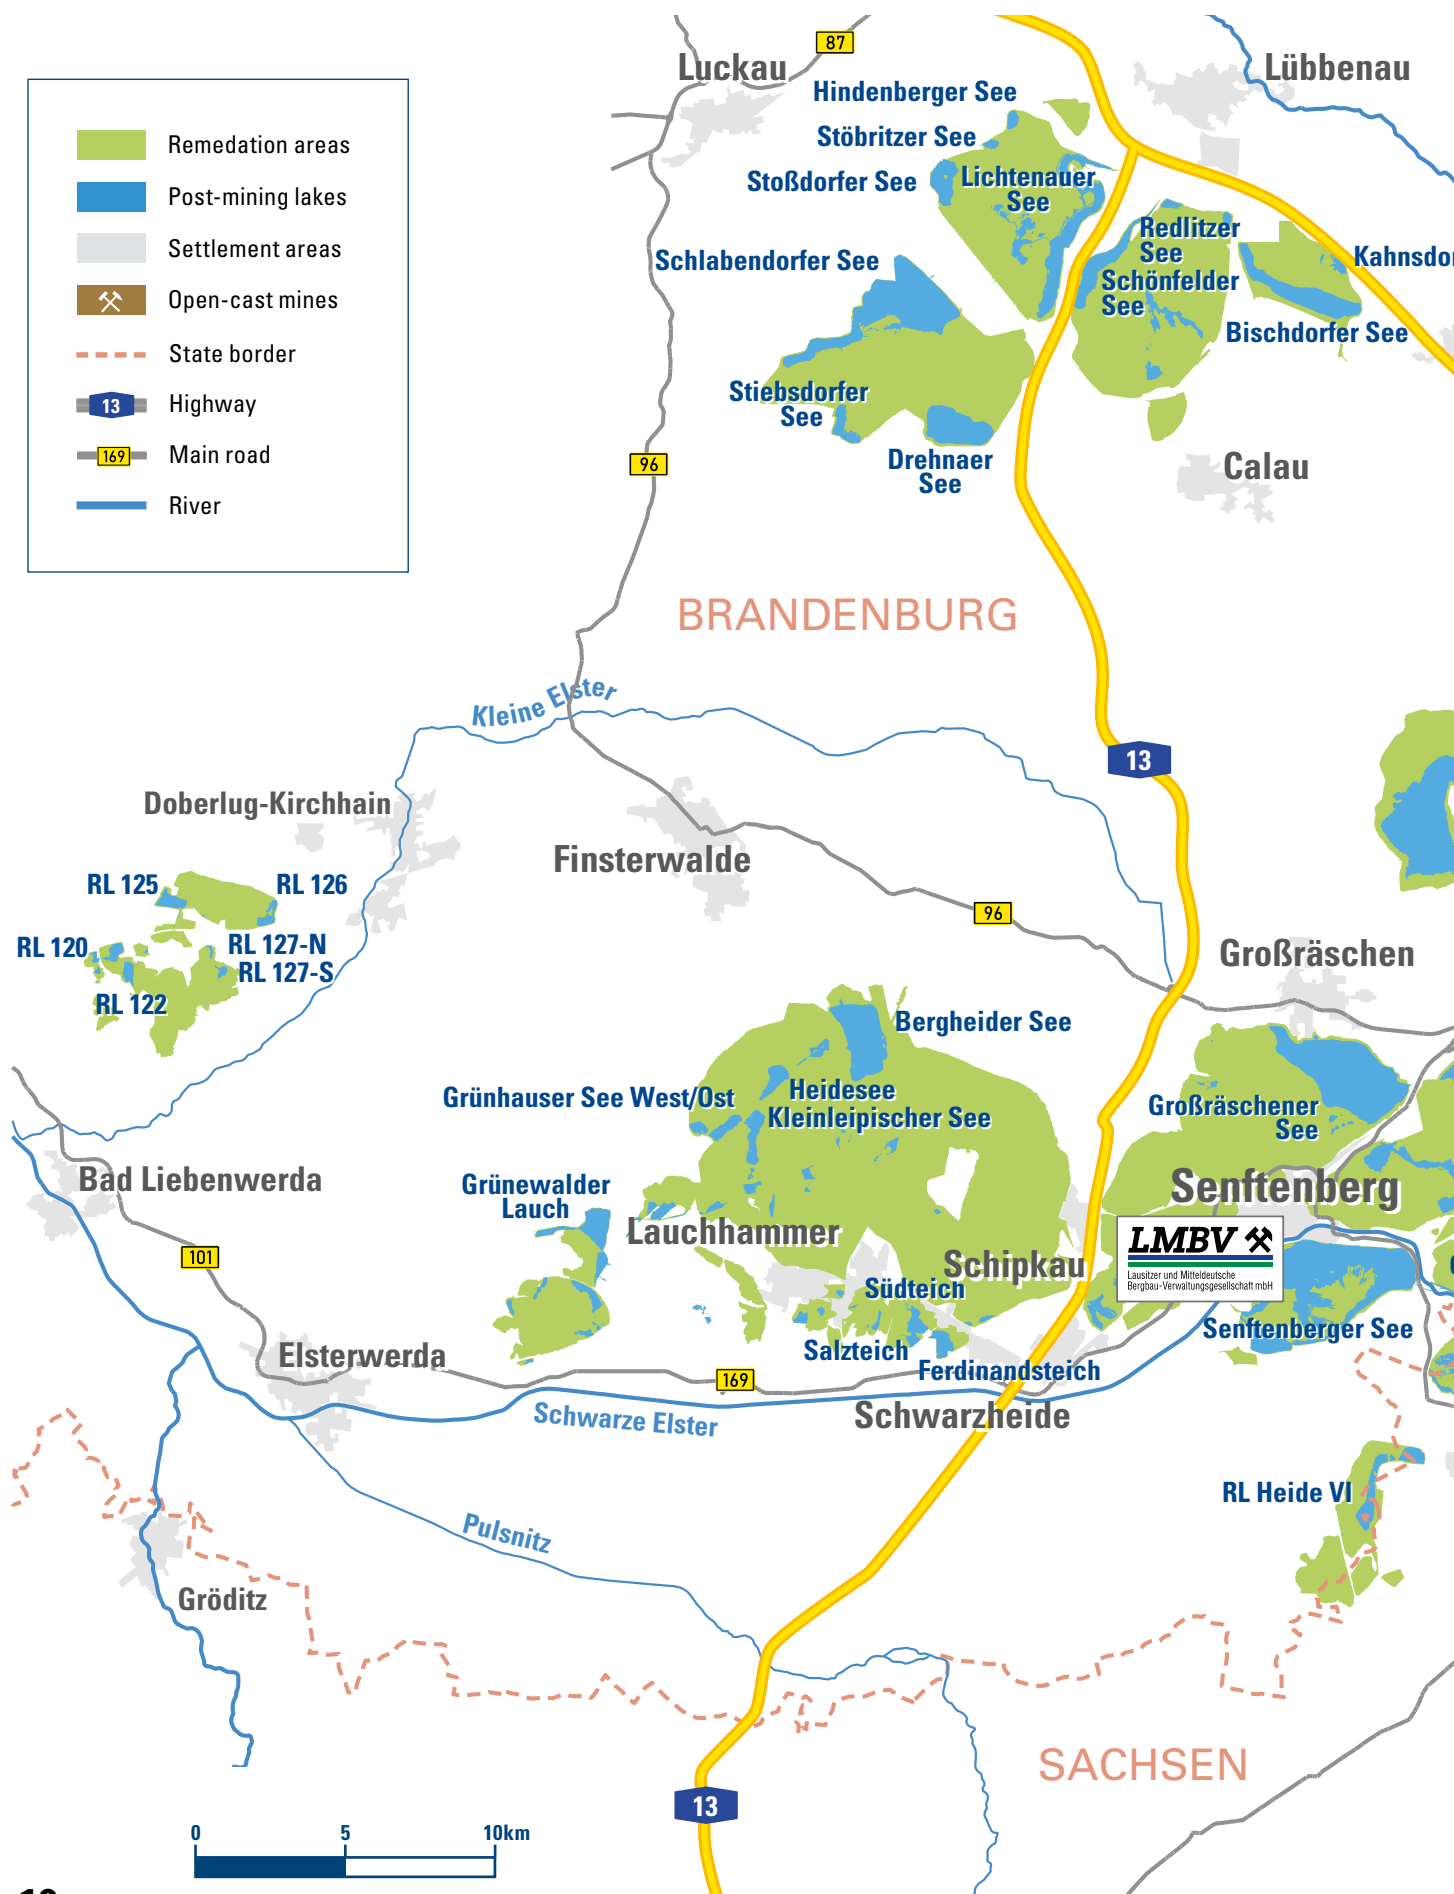 87
Luckau
Lübbenau
Hindenberger See
Stöbritzer See
Stoßdorfer See
Lichtenauer
See
Redlitzer
See
Schönfelder
See
Schlabendorfer See
Bischdorfer See
Stiebsdorfer
See
Drehnaer
See
Calau
96
Remedation areas
Post-mining lakes
Settlement areas
Open-cast mines
State border
13 Highway
169 Main road
River
BRANDENBURG
Kleine Elster
13
Doberlug-Kirchhain
Finsterwalde
96
RL 125
RL 126
RL 120
RL 127-N
RL 127-S
RL 122
Großräschen
Bergheider See
Heidesee
Grünhauser See West/Ost
Kleinleipischer See
Großräschener
See
Bad Liebenwerda
Grünewalder
Lauch
Senftenberg
Lauchhammer
LMBV
Lausitzer und Mitteldeutsche
Bergbau-Verwaltungsgesellschaft mbH
101
Schipkau
Südteich
Senftenberger See
Salzteich
Ferdinandsteich
Elsterwerda
169
Schwarze Elster
Schwarzheide
RL Heide VI
Pulsnitz
Gröditz
SACHSEN
13
0 5 10km